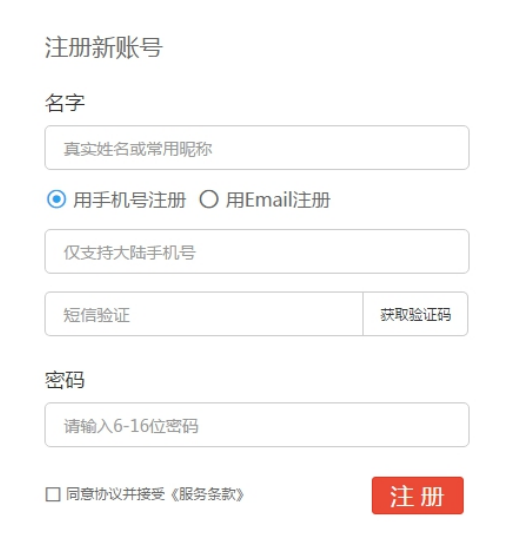 注册新账号
名字
真实姓名或常用昵称
用手机号注册 用Email注册
仅支持大陆手机号
短信验证 获取验证码
密码
请输入6-16位密码
同意协议并接受《服务条款》 注 册